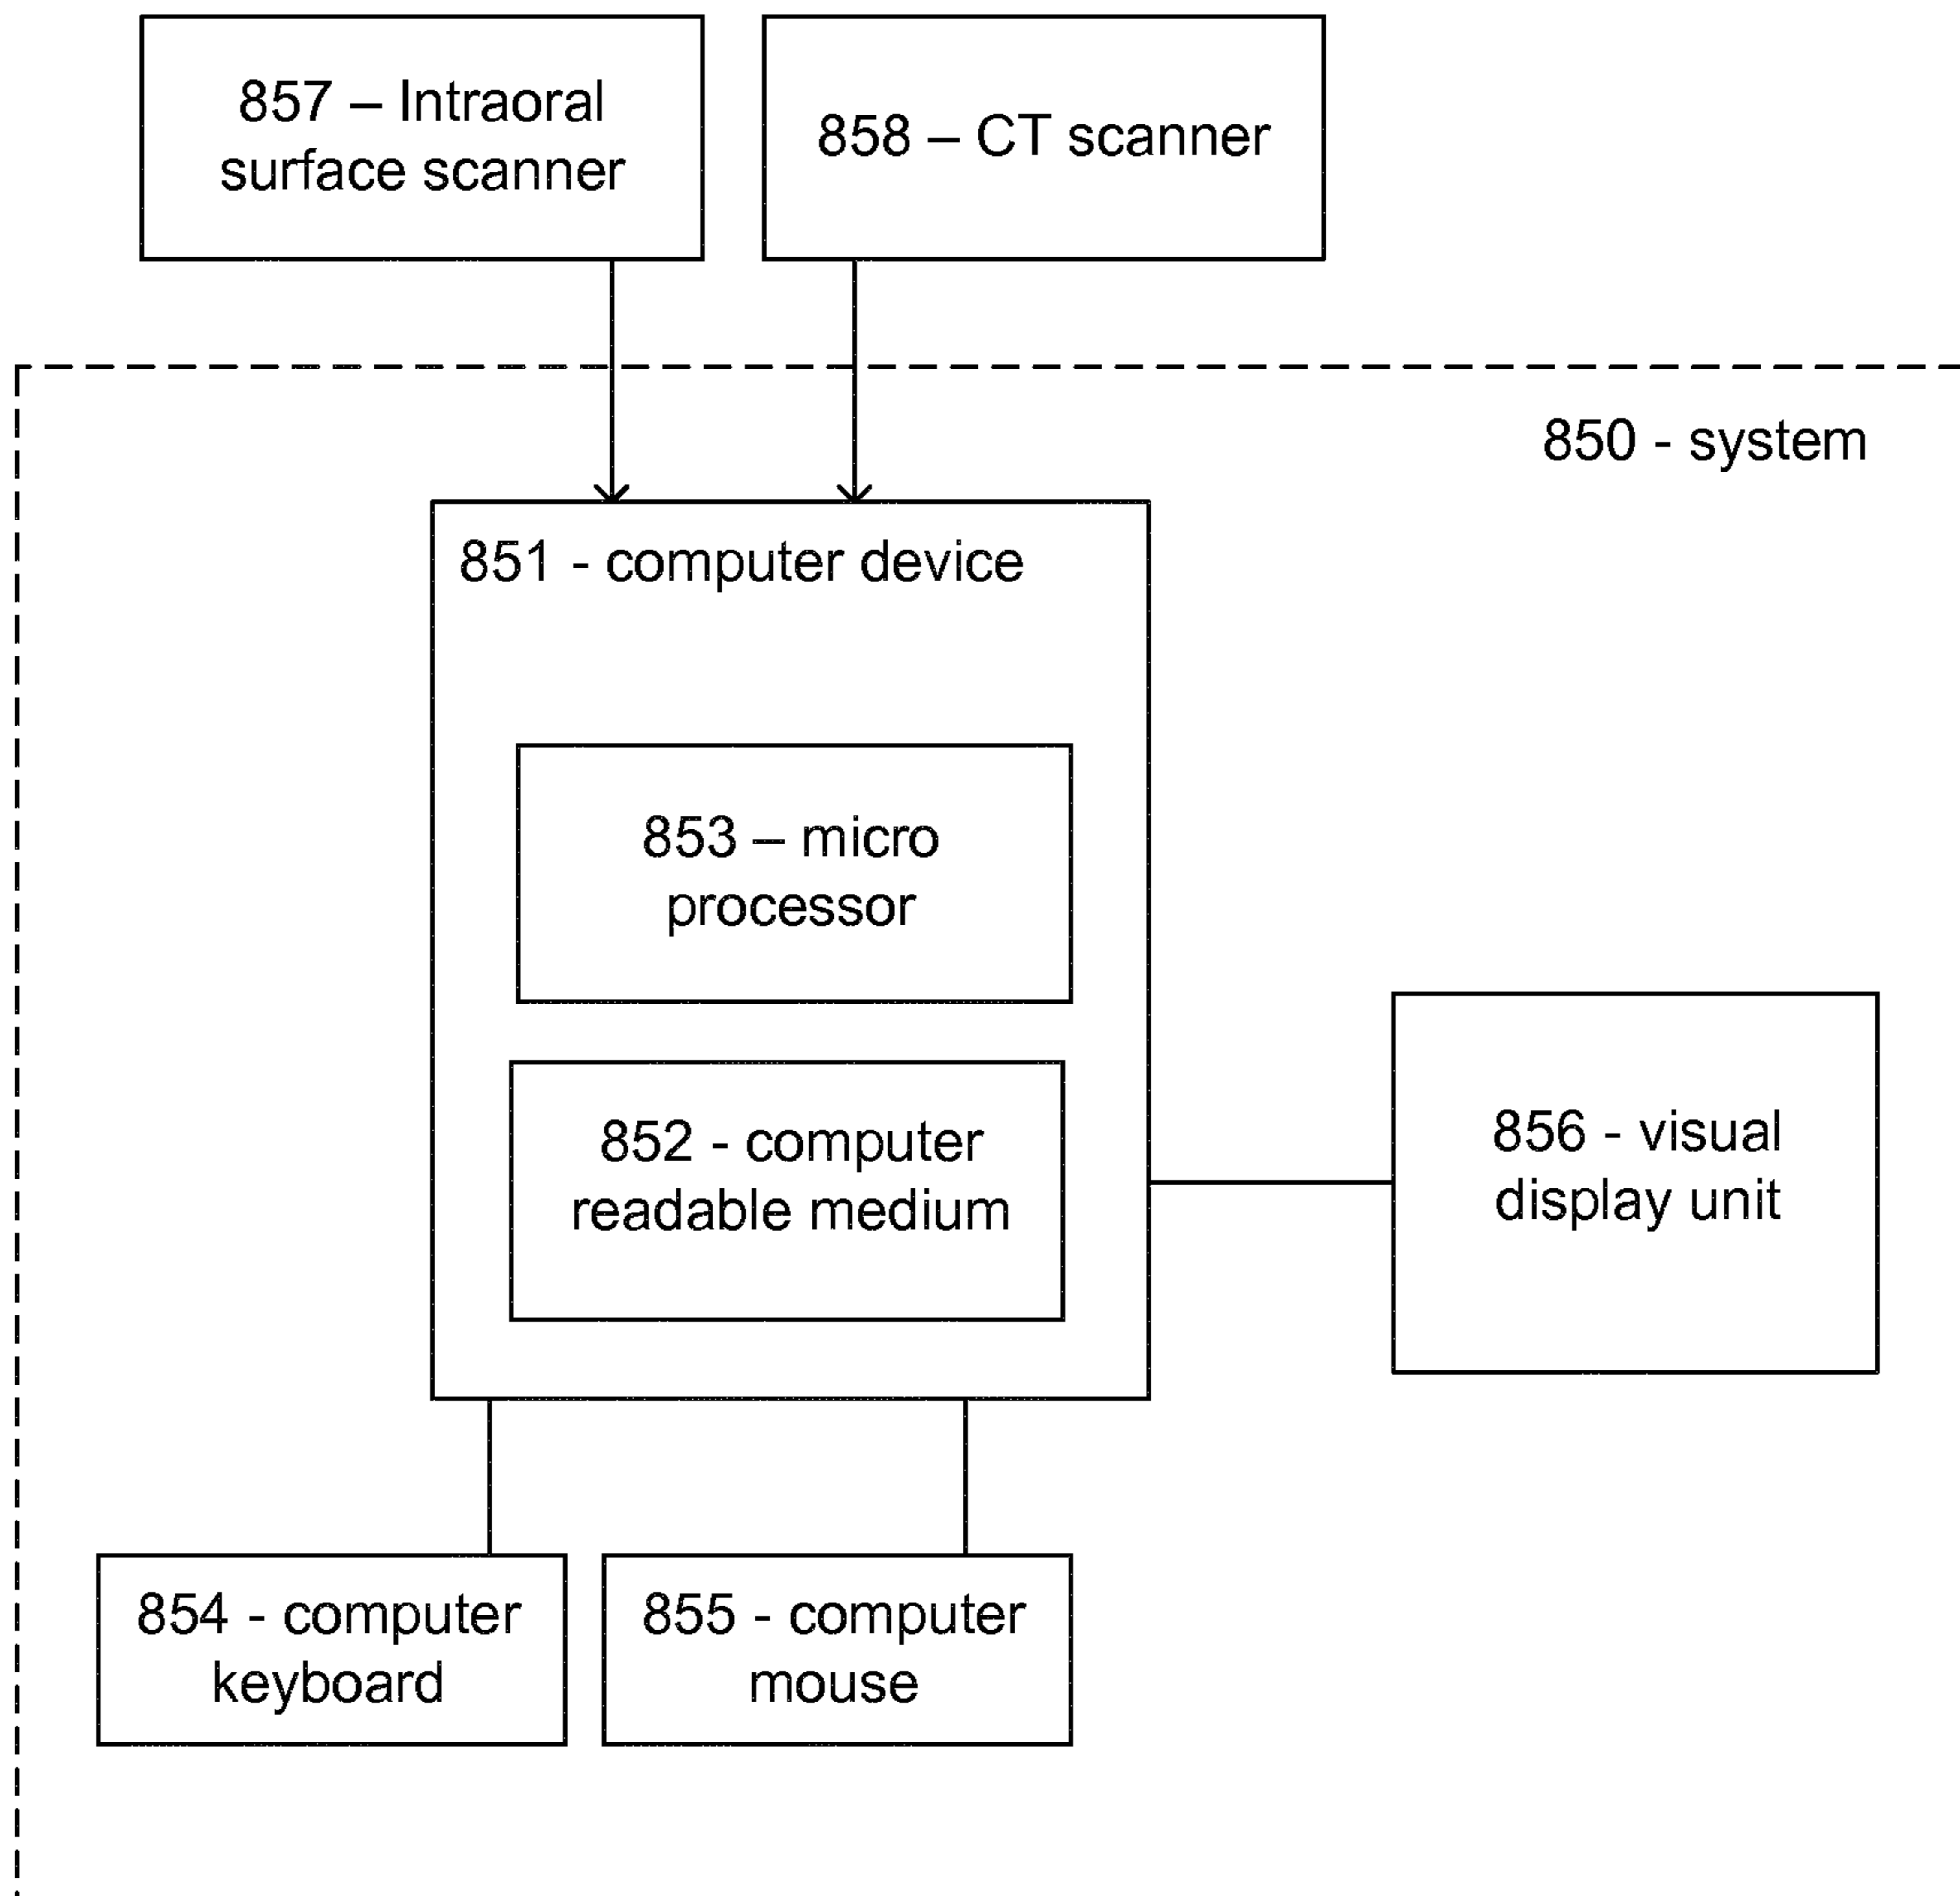 857 – Intraoral
surface scanner
858 – CT scanner
850 - system
851 - computer device
853 – micro
processor
852 - computer
readable medium
856 - visual
display unit
854 - computer
keyboard
855 - computer
mouse